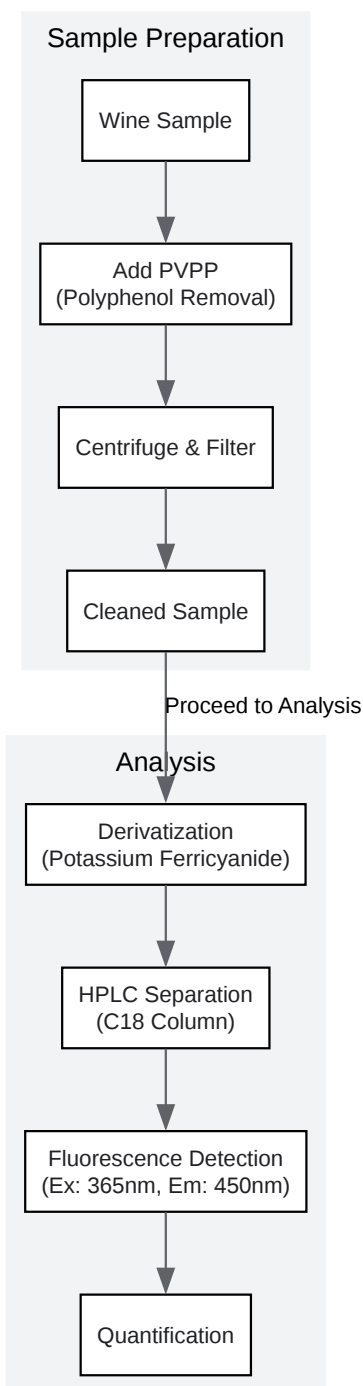 Sample Preparation
Wine Sample
Add PVPP
(Polyphenol Removal)
Centrifuge & Filter
Cleaned Sample
Proceed to Analysis
Analysis
Derivatization
(Potassium Ferricyanide)
HPLC Separation
(C18 Column)
Fluorescence Detection
(Ex: 365nm, Em: 450nm)
Quantification